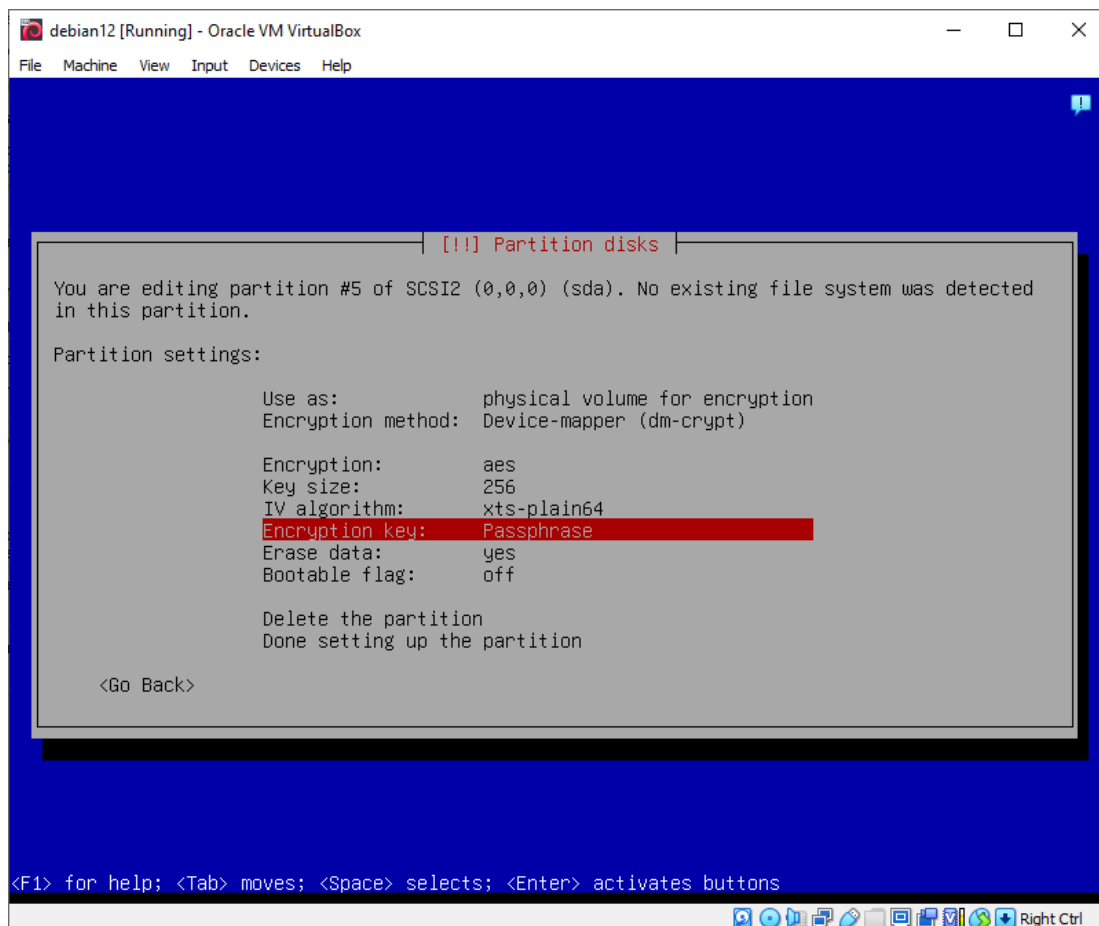 debian12 [Running] - Oracle VM VirtualBox
File Machine View Input Devices Help
[!!] Partition disks
You are editing partition #5 of SCSI2 (0,0,0) (sda). No existing file system was detected
in this partition.
Partition settings:
Use as: physical volume for encryption
Encryption method: Device-mapper (dm-crypt)
Encryption: aes
Key size: 256
IV algorithm: xts-plain64
Encryption key: Passphrase
Erase data: yes
Bootable flag: off
Delete the partition
Done setting up the partition
<Go Back>
<F1> for help; <Tab> moves; <Space> selects; <Enter> activates buttons
Right Ctrl